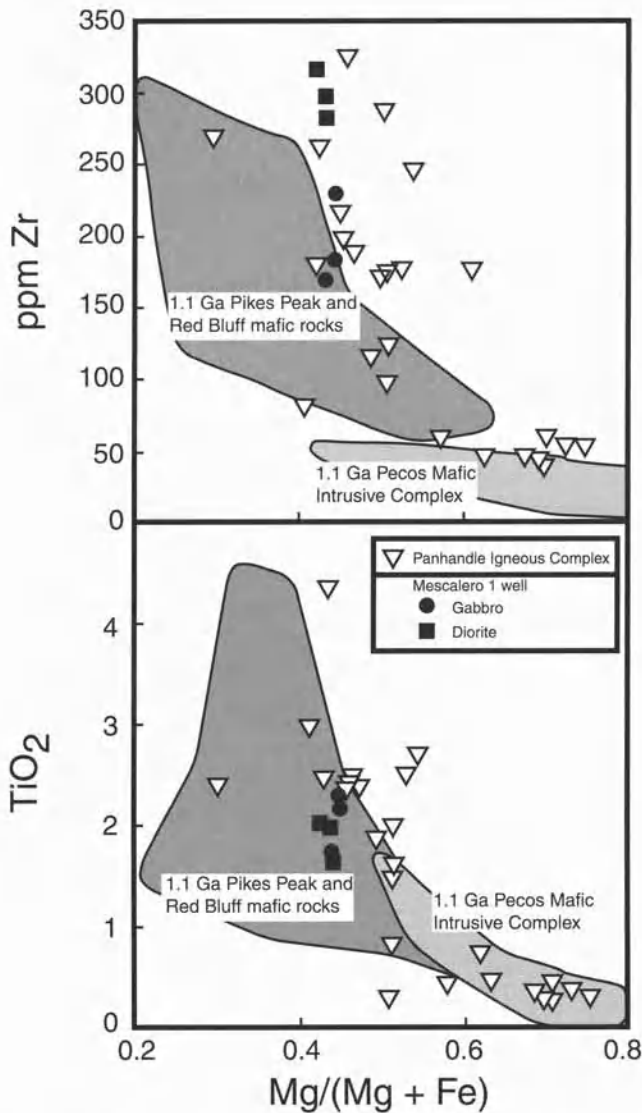 350
300
250
200
150
100
50
0
ppm Zr
1.1 Ga Pikes Peak and
Red Bluff mafic rocks
1.1 Ga Pecos Mafic
Intrusive Complex
Panhandle Igneous Complex
Mescalero 1 well
Gabbro
Diorite
4
3
2
1
0
TiO2
1.1 Ga Pikes Peak and
Red Bluff mafic rocks
1.1 Ga Pecos Mafic
Intrusive Complex
0.2 0.4 0.6 0.8
Mg/(Mg + Fe)